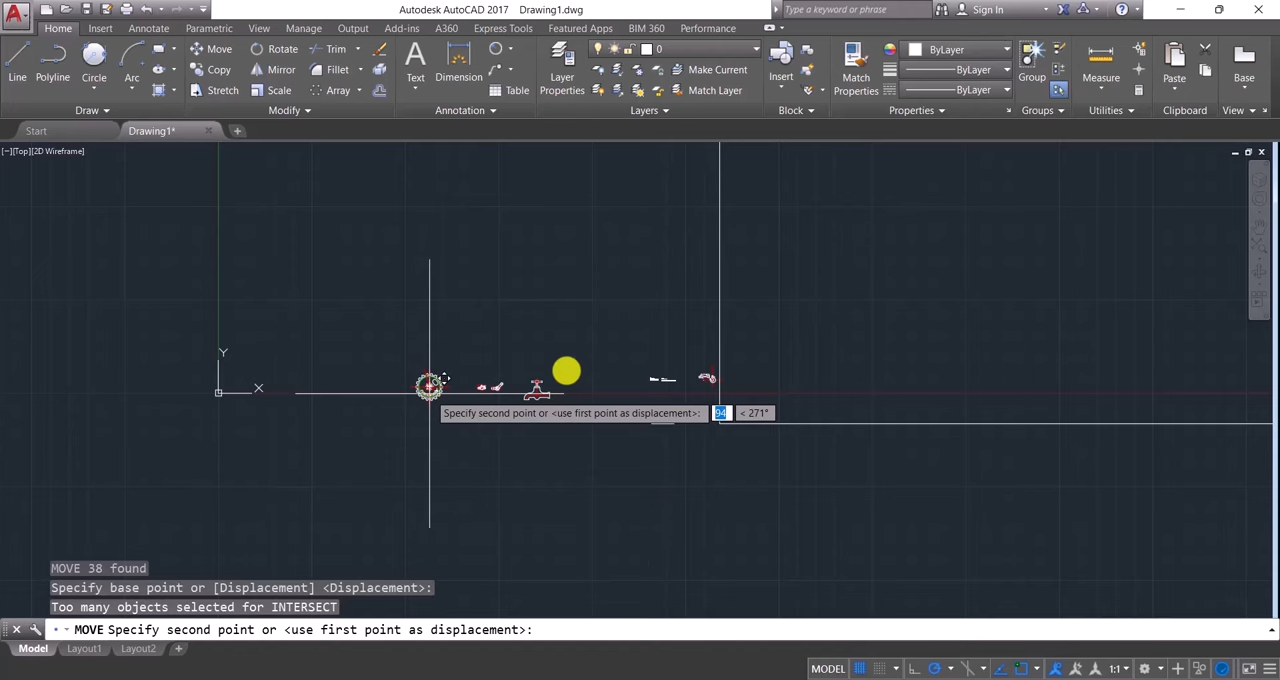 Autodesk AutoCAD 2017 Drawing1.dwg
Type a keyword or phrase
Sign In
Home Insert Annotate Parametric View Manage Output Add-ins A360 Express Tools Featured Apps BIM 360 Performance
Line Polyline Circle Arc
Move Rotate Trim
Copy Mirror Fillet
Stretch Scale Array
Text Dimension Table
Layer Properties
0
Make Current
Match Layer
Insert
Match Properties
ByLayer
ByLayer
ByLayer
Group
Measure
Paste
Base
Draw Modify Annotation Layers Block Properties Groups Utilities Clipboard View
Start Drawing1*
[−][Top][2D Wireframe]
Y
X
Specify second point or <use first point as displacement>: 94 < 271°
MOVE 38 found
Specify base point or [Displacement] <Displacement>:
Too many objects selected for INTERSECT
MOVE Specify second point or <use first point as displacement>:
Model Layout1 Layout2
MODEL 1:1